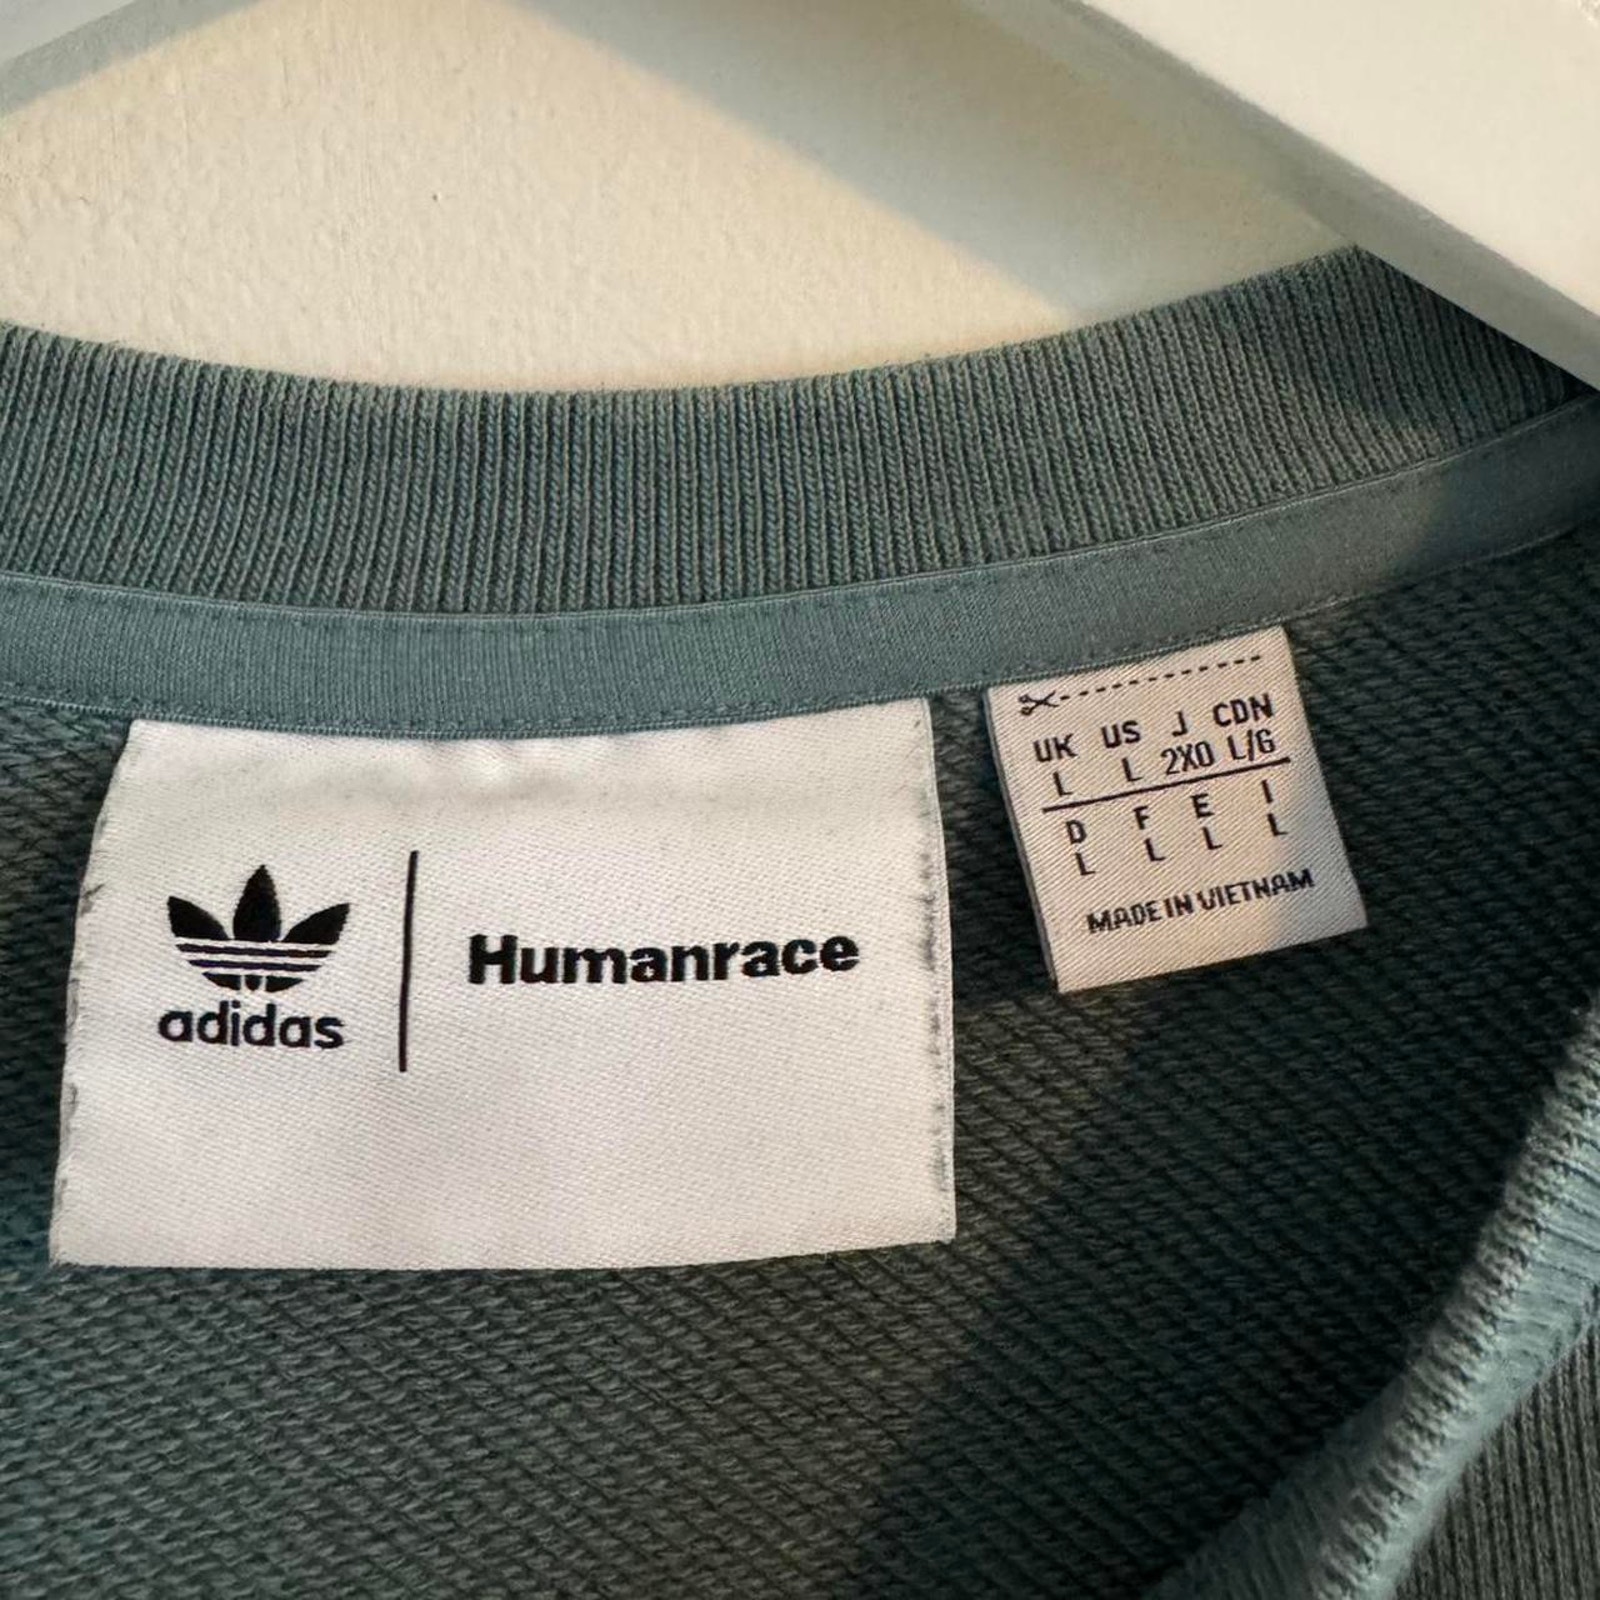 adidas
Humanrace
UK US J CDN
L L 2XO L/G
D F E I
L L L L
MADE IN VIETNAM